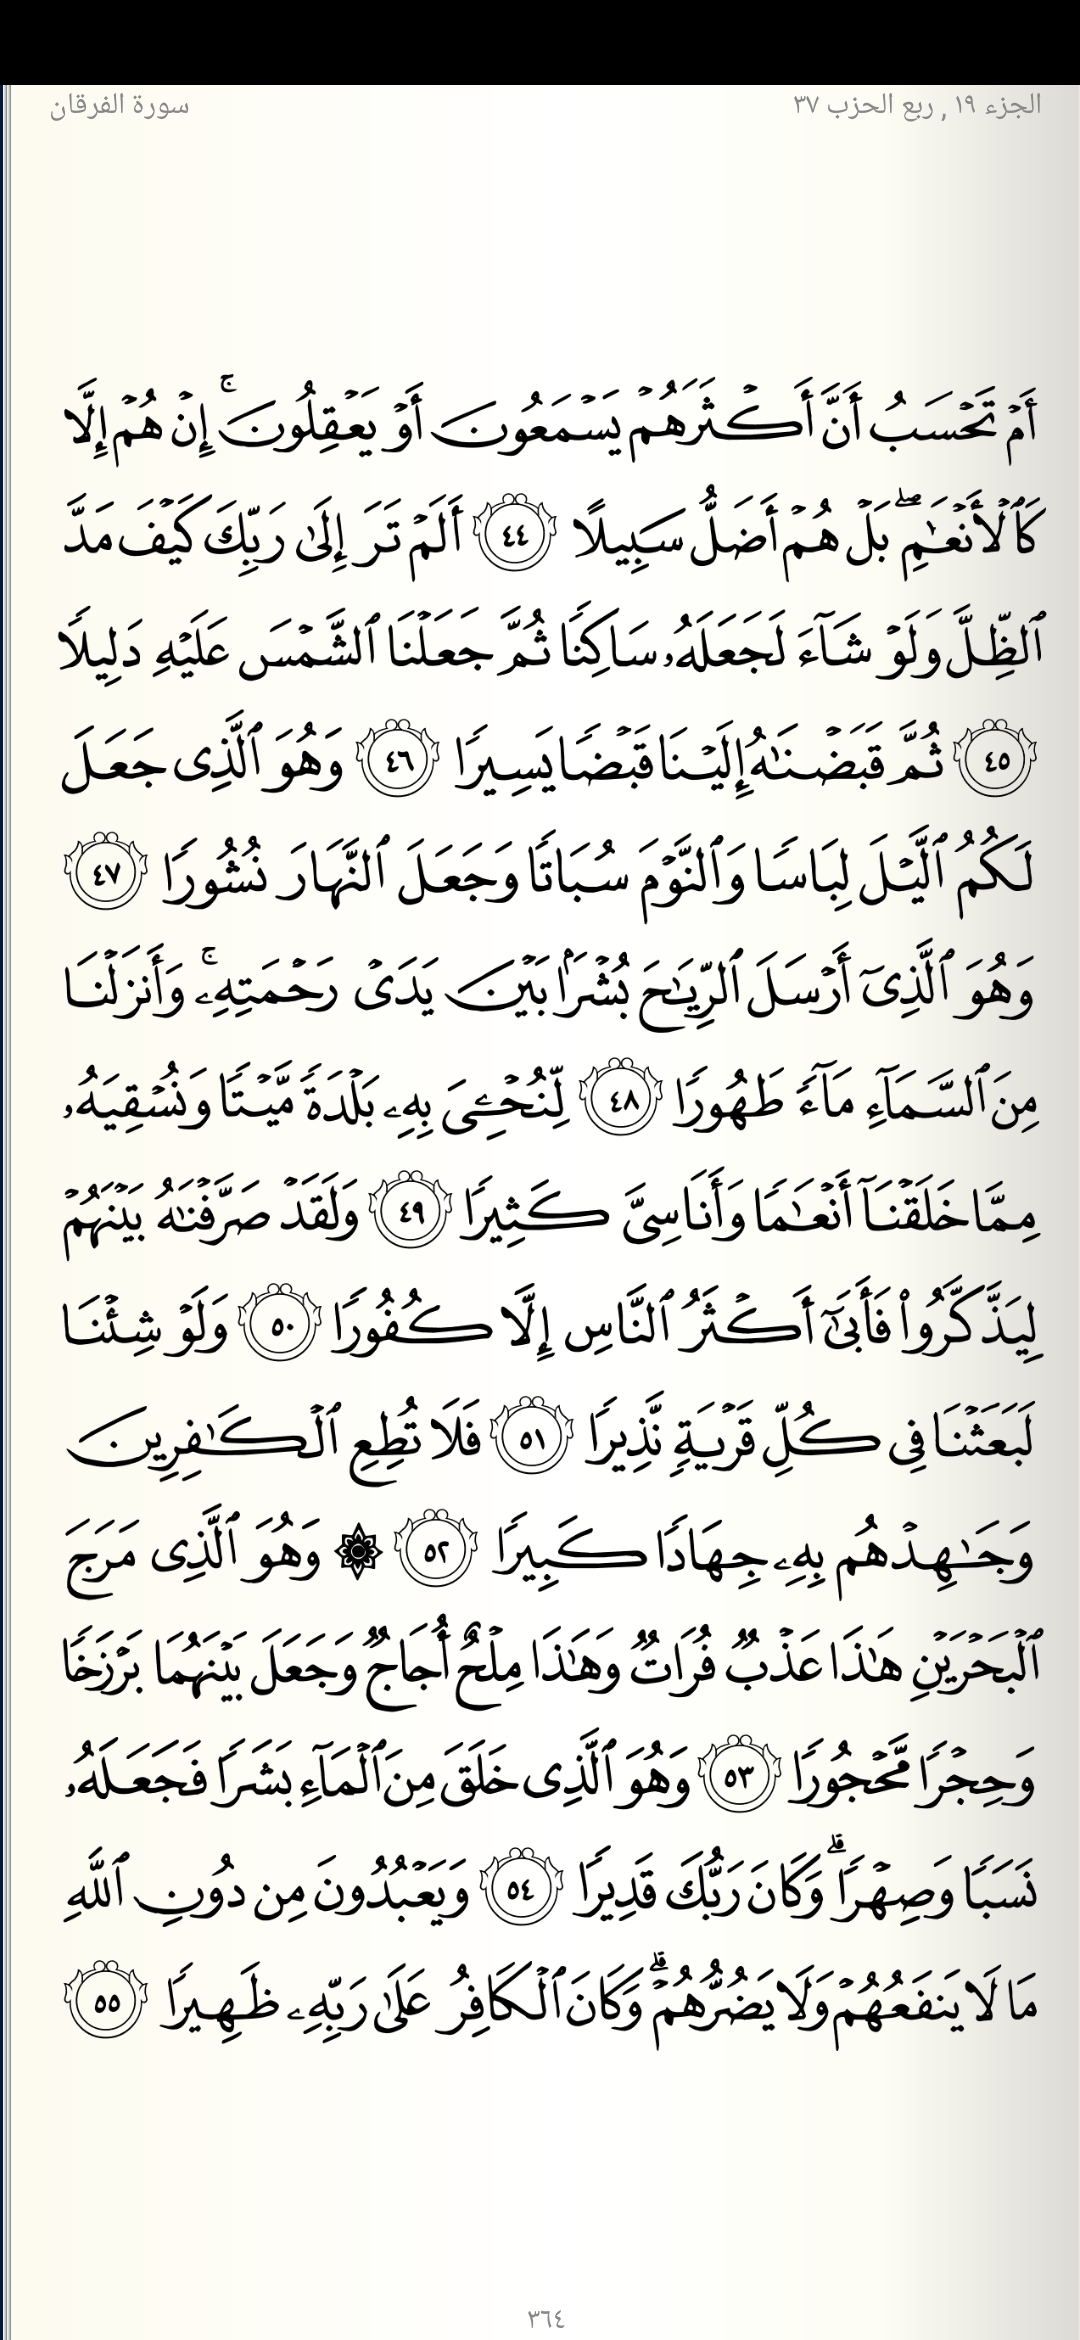 الجزء ١٩ , ربع الحزب ٣٧
سورة الفرقان
أَمۡ تَحۡسَبُ أَنَّ أَكۡثَرَهُمۡ يَسۡمَعُونَ أَوۡ يَعۡقِلُونَۚ إِنۡ هُمۡ إِلَّا
كَٱلۡأَنۡعَٰمِ بَلۡ هُمۡ أَضَلُّ سَبِيلًا ٤٤ أَلَمۡ تَرَ إِلَىٰ رَبِّكَ كَيۡفَ مَدَّ
ٱلظِّلَّ وَلَوۡ شَآءَ لَجَعَلَهُۥ سَاكِنٗا ثُمَّ جَعَلۡنَا ٱلشَّمۡسَ عَلَيۡهِ دَلِيلٗا
٤٥ ثُمَّ قَبَضۡنَٰهُ إِلَيۡنَا قَبۡضٗا يَسِيرٗا ٤٦ وَهُوَ ٱلَّذِي جَعَلَ
لَكُمُ ٱلَّيۡلَ لِبَاسٗا وَٱلنَّوۡمَ سُبَاتٗا وَجَعَلَ ٱلنَّهَارَ نُشُورٗا ٤٧
وَهُوَ ٱلَّذِيٓ أَرۡسَلَ ٱلرِّيَٰحَ بُشۡرَۢا بَيۡنَ يَدَيۡ رَحۡمَتِهِۦۚ وَأَنزَلۡنَا
مِنَ ٱلسَّمَآءِ مَآءٗ طَهُورٗا ٤٨ لِّنُحۡـِۧيَ بِهِۦ بَلۡدَةٗ مَّيۡتٗا وَنُسۡقِيَهُۥ
مِمَّا خَلَقۡنَآ أَنۡعَٰمٗا وَأَنَاسِيَّ كَثِيرٗا ٤٩ وَلَقَدۡ صَرَّفۡنَٰهُ بَيۡنَهُمۡ
لِيَذَّكَّرُواْ فَأَبَىٰٓ أَكۡثَرُ ٱلنَّاسِ إِلَّا كُفُورٗا ٥٠ وَلَوۡ شِئۡنَا
لَبَعَثۡنَا فِي كُلِّ قَرۡيَةٖ نَّذِيرٗا ٥١ فَلَا تُطِعِ ٱلۡكَٰفِرِينَ
وَجَٰهِدۡهُم بِهِۦ جِهَادٗا كَبِيرٗا ٥٢ ۞ وَهُوَ ٱلَّذِي مَرَجَ
ٱلۡبَحۡرَيۡنِ هَٰذَا عَذۡبٞ فُرَاتٞ وَهَٰذَا مِلۡحٌ أُجَاجٞ وَجَعَلَ بَيۡنَهُمَا بَرۡزَخٗا
وَحِجۡرٗا مَّحۡجُورٗا ٥٣ وَهُوَ ٱلَّذِي خَلَقَ مِنَ ٱلۡمَآءِ بَشَرٗا فَجَعَلَهُۥ
نَسَبٗا وَصِهۡرٗاۗ وَكَانَ رَبُّكَ قَدِيرٗا ٥٤ وَيَعۡبُدُونَ مِن دُونِ ٱللَّهِ
مَا لَا يَنفَعُهُمۡ وَلَا يَضُرُّهُمۡۗ وَكَانَ ٱلۡكَافِرُ عَلَىٰ رَبِّهِۦ ظَهِيرٗا ٥٥
٣٦٤